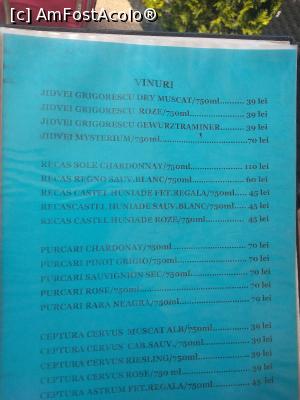 [c] AmFostAcolo®
VINURI
JIDVEI GRIGORESCU DRY MUSCAT/750ml.......... 39 lei
JIDVEI GRIGORESCU ROZE/750ml.................... 39 lei
JIDVEI GRIGORESCU GEWURZTRAMINER........ 39 lei
JIDVEI MYSTERIUM/750ml............................ 70 lei
RECAS SOLE CHARDONNAY/750ml................. 110 lei
RECAS REGNO SAUV.BLANC/750ml................ 60 lei
RECAS CASTEL HUNIADE FET.REGALA/750ml... 45 lei
RECASCASTEL HUNIADE SAUV.BLANC/750ml.. 45 lei
RECAS CASTEL HUNIADE ROZE/750ml............. 45 lei
PURCARI CHARDONAY/750ml......................... 70 lei
PURCARI PINOT GRIGIO/750ml....................... 70 lei
PURCARI SAUVIGNION SEC/750ml.................. 70 lei
PURCARI ROSE/750ml................................... 70 lei
PURCARI RARA NEAGRA/750ml..................... 70 lei
CEPTURA CERVUS MUSCAT ALB/750ml.......... 39 lei
CEPTURA CERVUS CAB.SAUV./750ml.............. 39 lei
CEPTURA CERVUS RIESLING/750ml................ 39 lei
CEPTURA CERVUS ROSE/750 ml..................... 39 lei
CEPTURA ASTRUM FET.REGALA/750ml.......... 45 lei